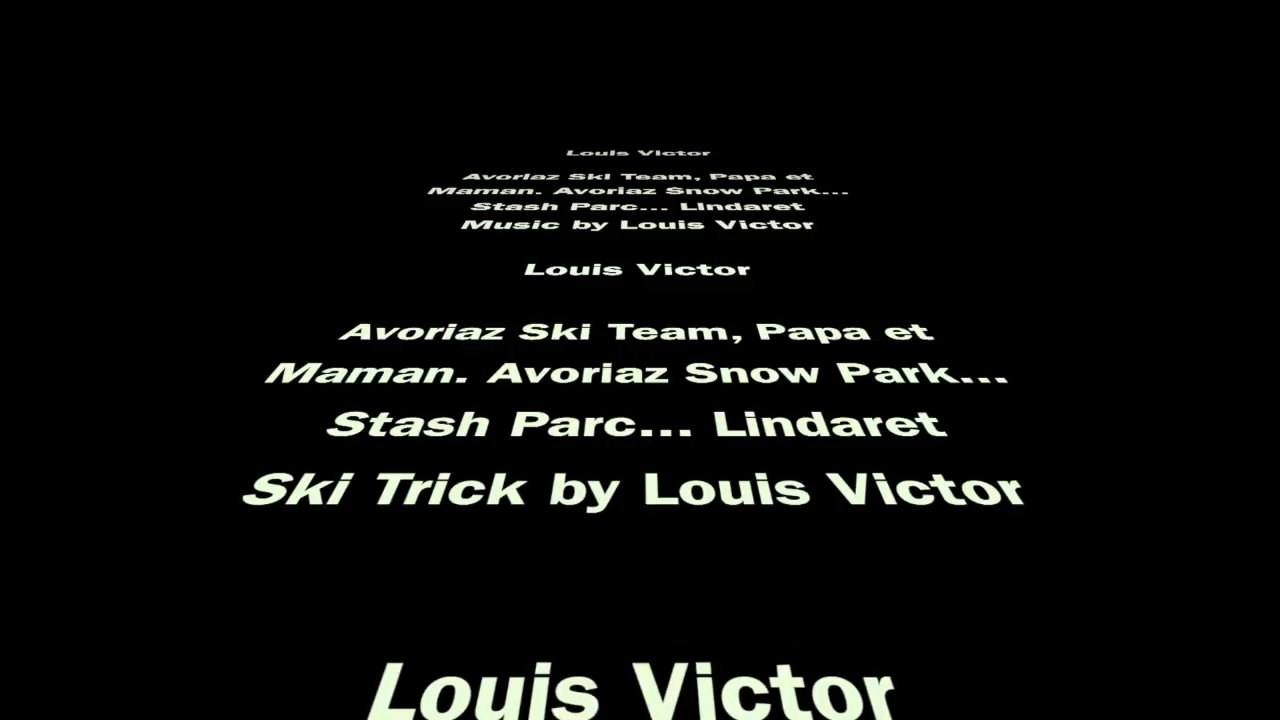 Louis Victor
Avoriaz Ski Team, Papa et
Maman. Avoriaz Snow Park...
Stash Parc... Lindaret
Music by Louis Victor
Louis Victor
Avoriaz Ski Team, Papa et
Maman. Avoriaz Snow Park...
Stash Parc... Lindaret
Ski Trick by Louis Victor
Louis Victor